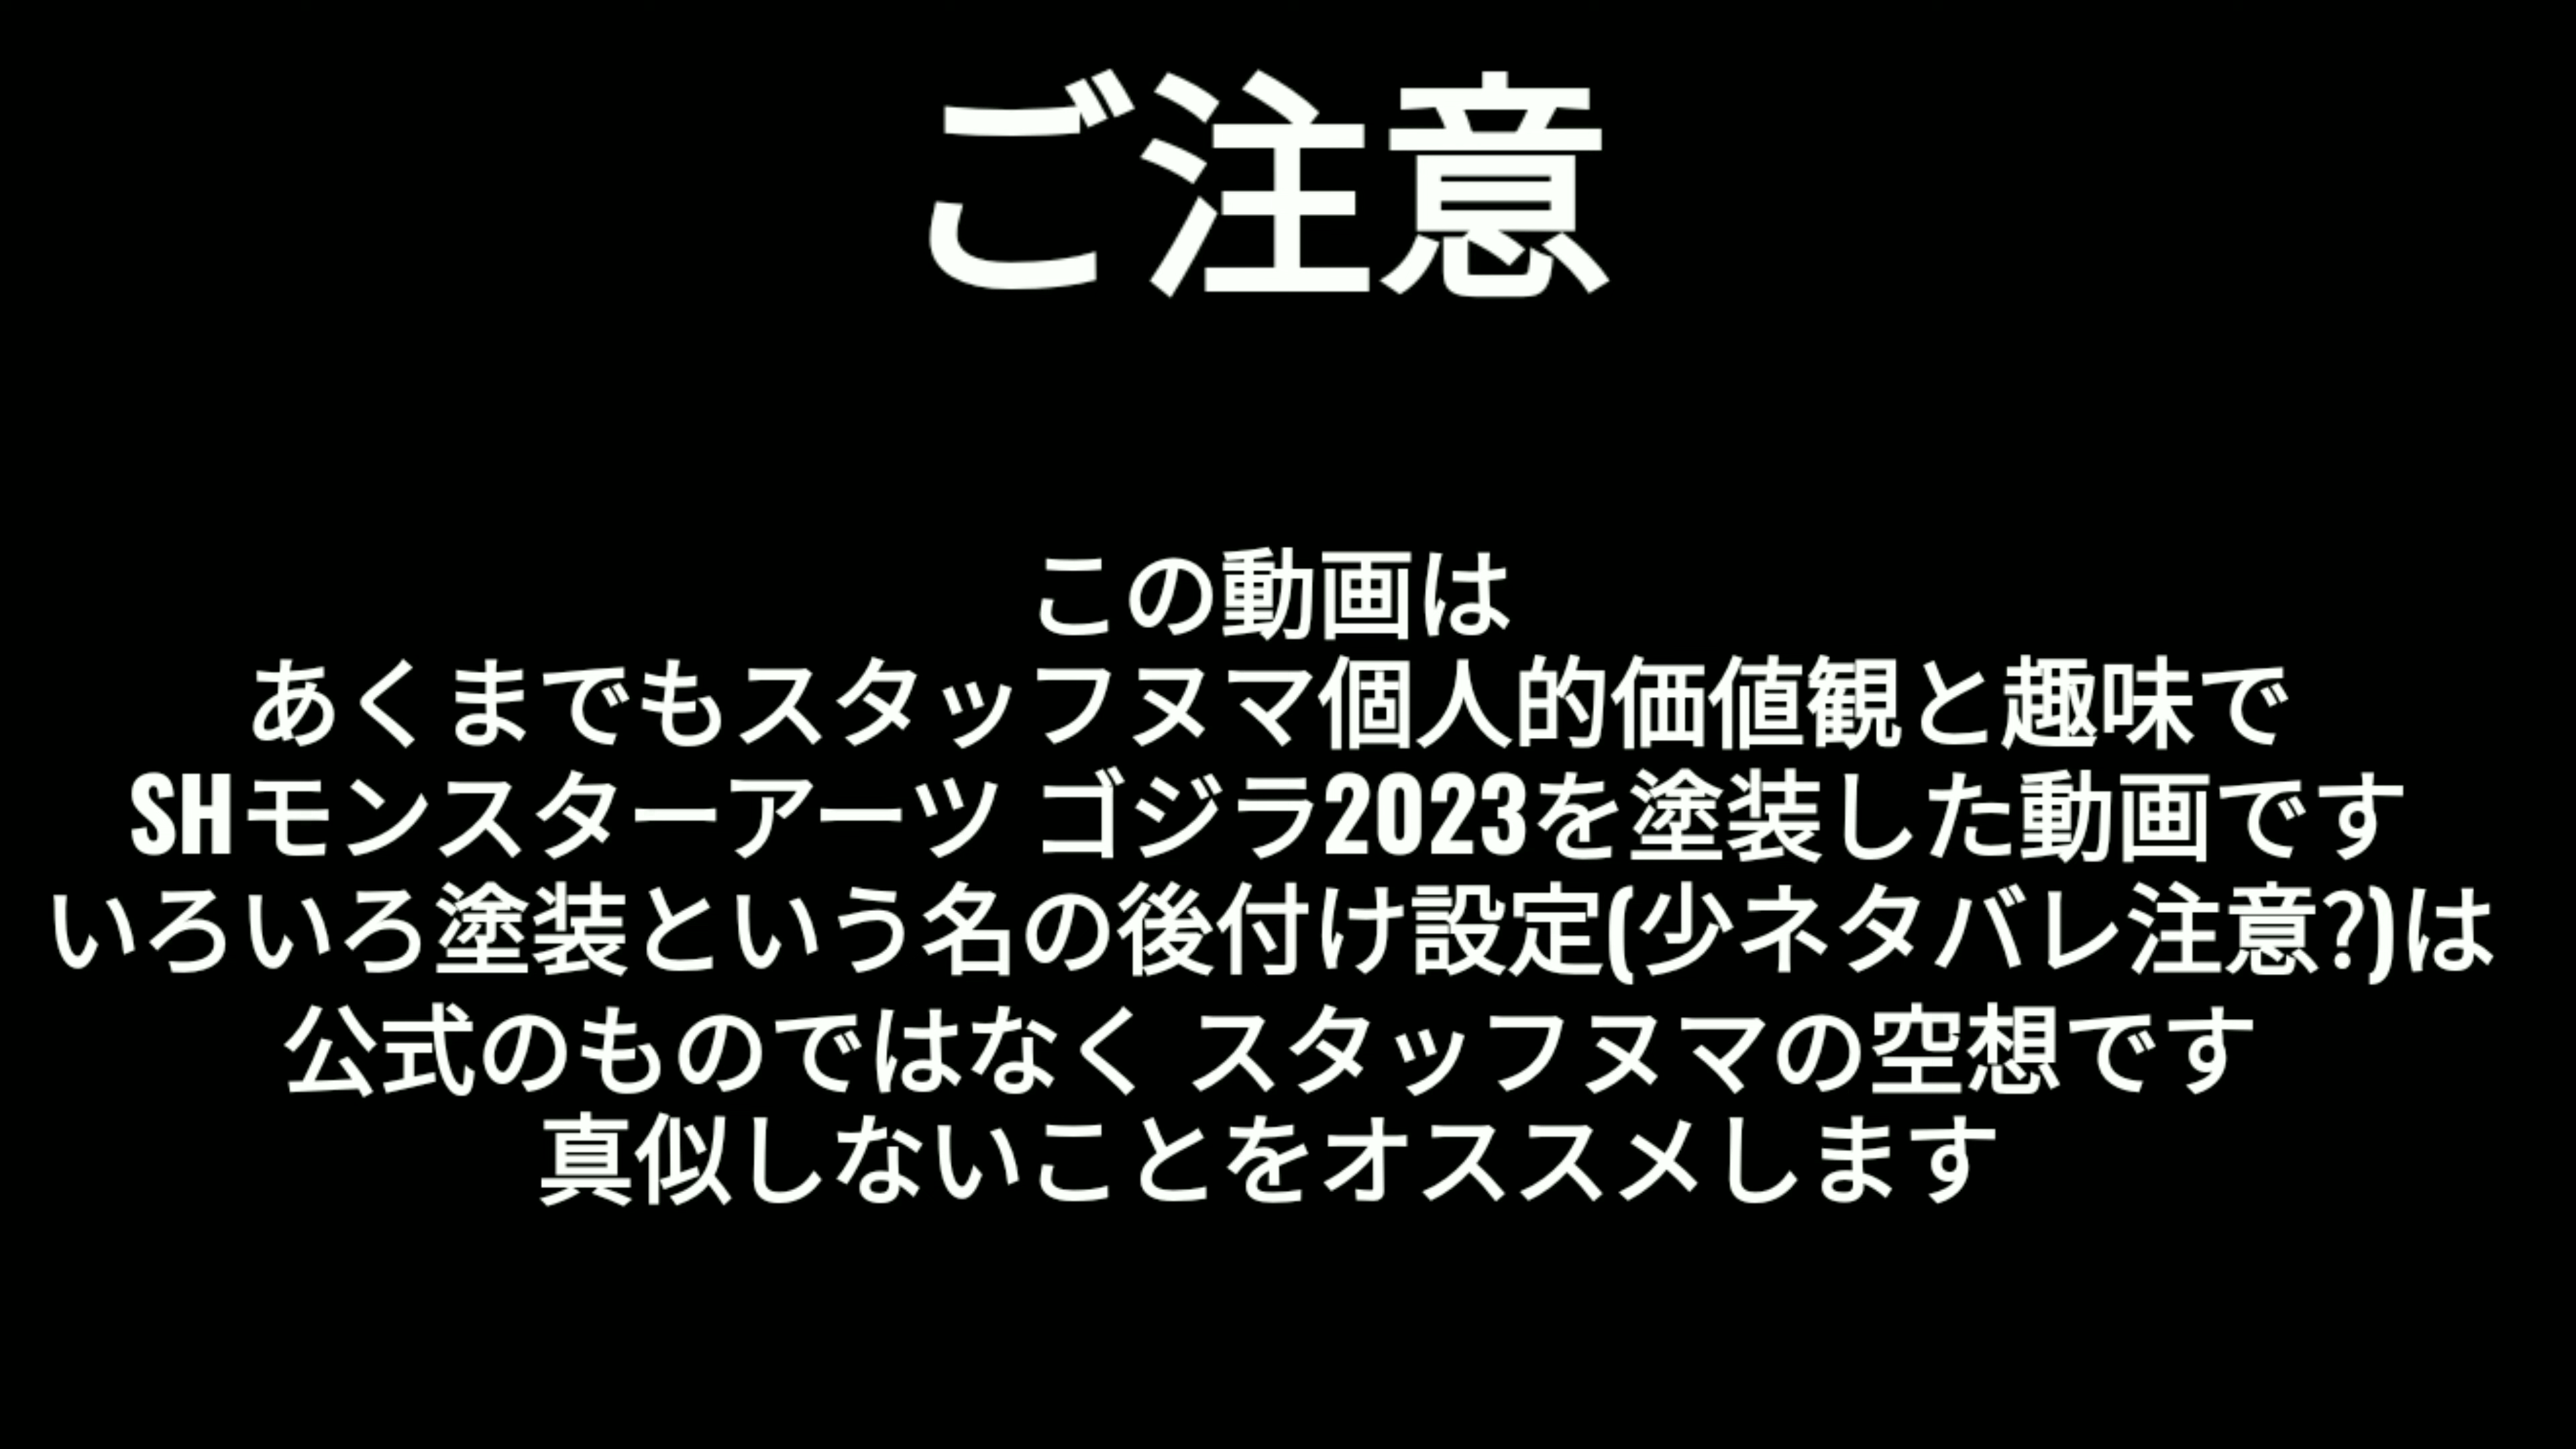 ご注意
この動画は
あくまでもスタッフヌマ個人的価値観と趣味で
SHモンスターアーツ ゴジラ2023を塗装した動画です
いろいろ塗装という名の後付け設定(少ネタバレ注意?)は
公式のものではなく スタッフヌマの空想です
真似しないことをオススメします